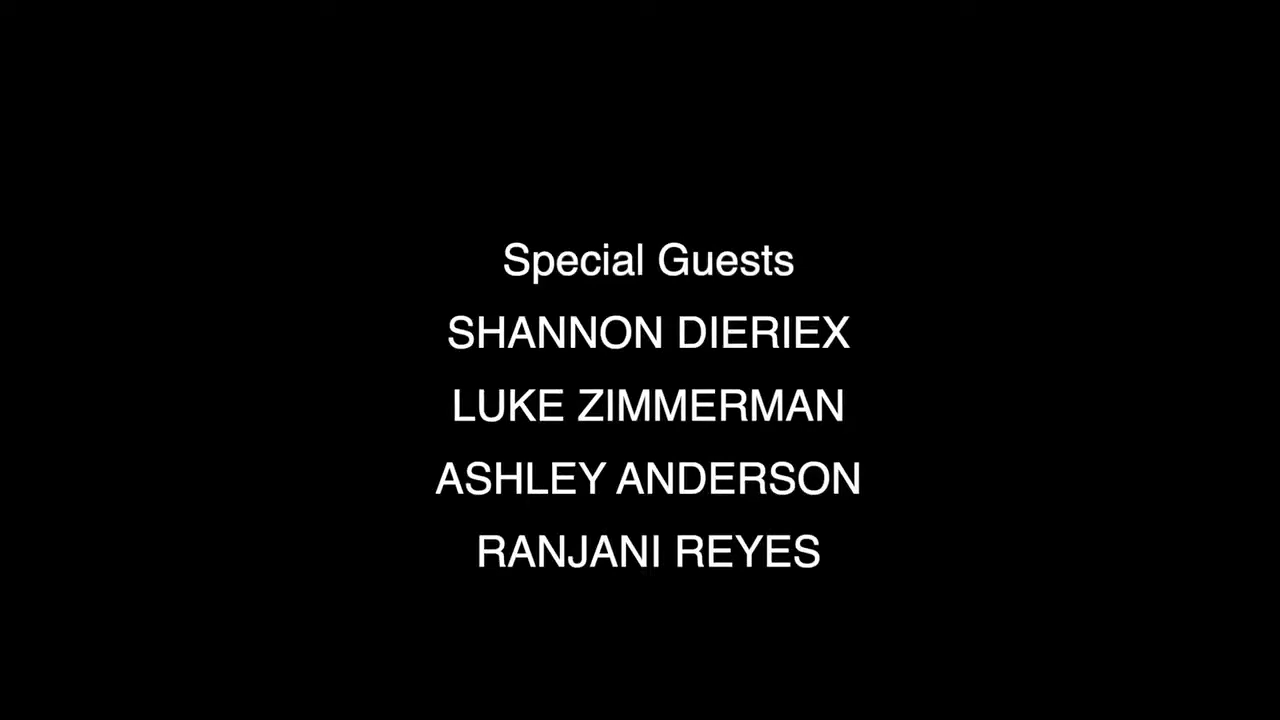 Special Guests
SHANNON DIERIEX
LUKE ZIMMERMAN
ASHLEY ANDERSON
RANJANI REYES